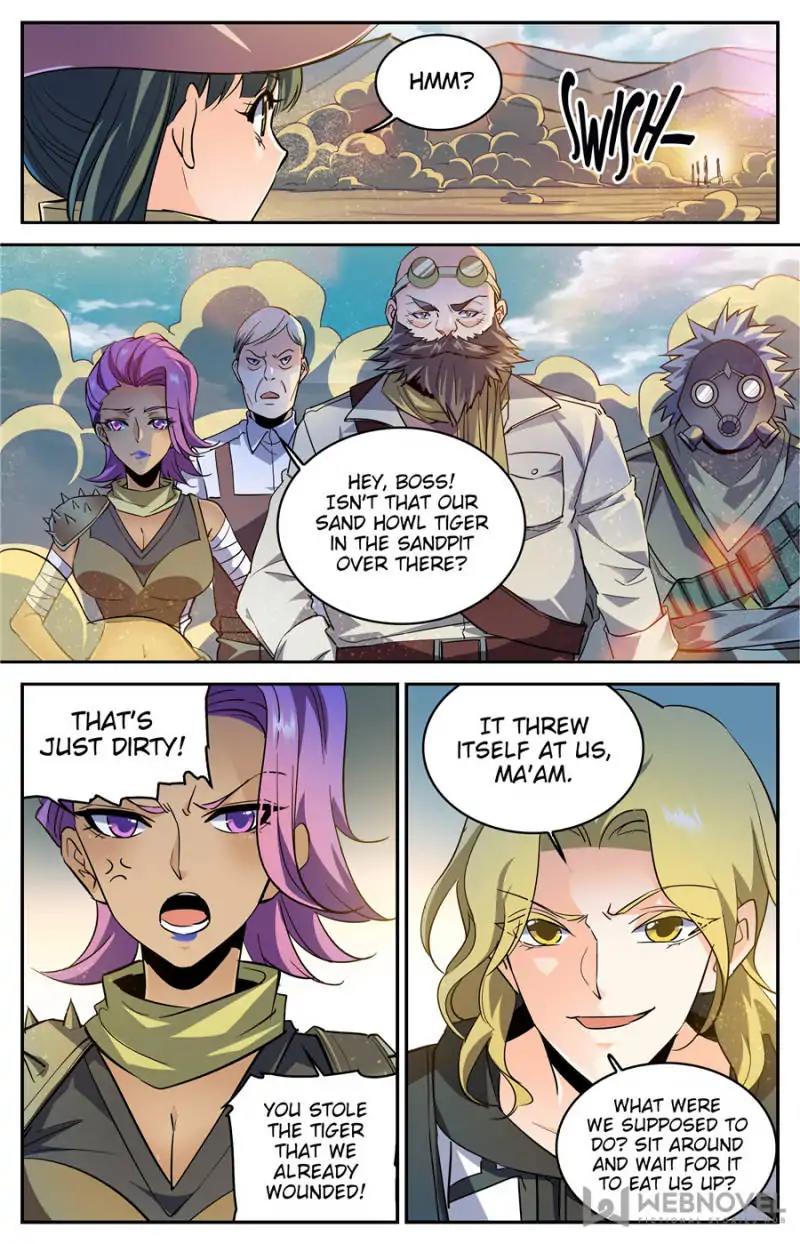 HMM?
SWISH—
HEY, BOSS!
ISN'T THAT OUR
SAND HOWL TIGER
IN THE SANDPIT
OVER THERE?
THAT'S
JUST DIRTY!
IT THREW
ITSELF AT US,
MA'AM.
YOU STOLE
THE TIGER
THAT WE
ALREADY
WOUNDED!
WHAT WERE
WE SUPPOSED TO
DO? SIT AROUND
AND WAIT FOR IT
TO EAT US UP?
WEBNOVEL